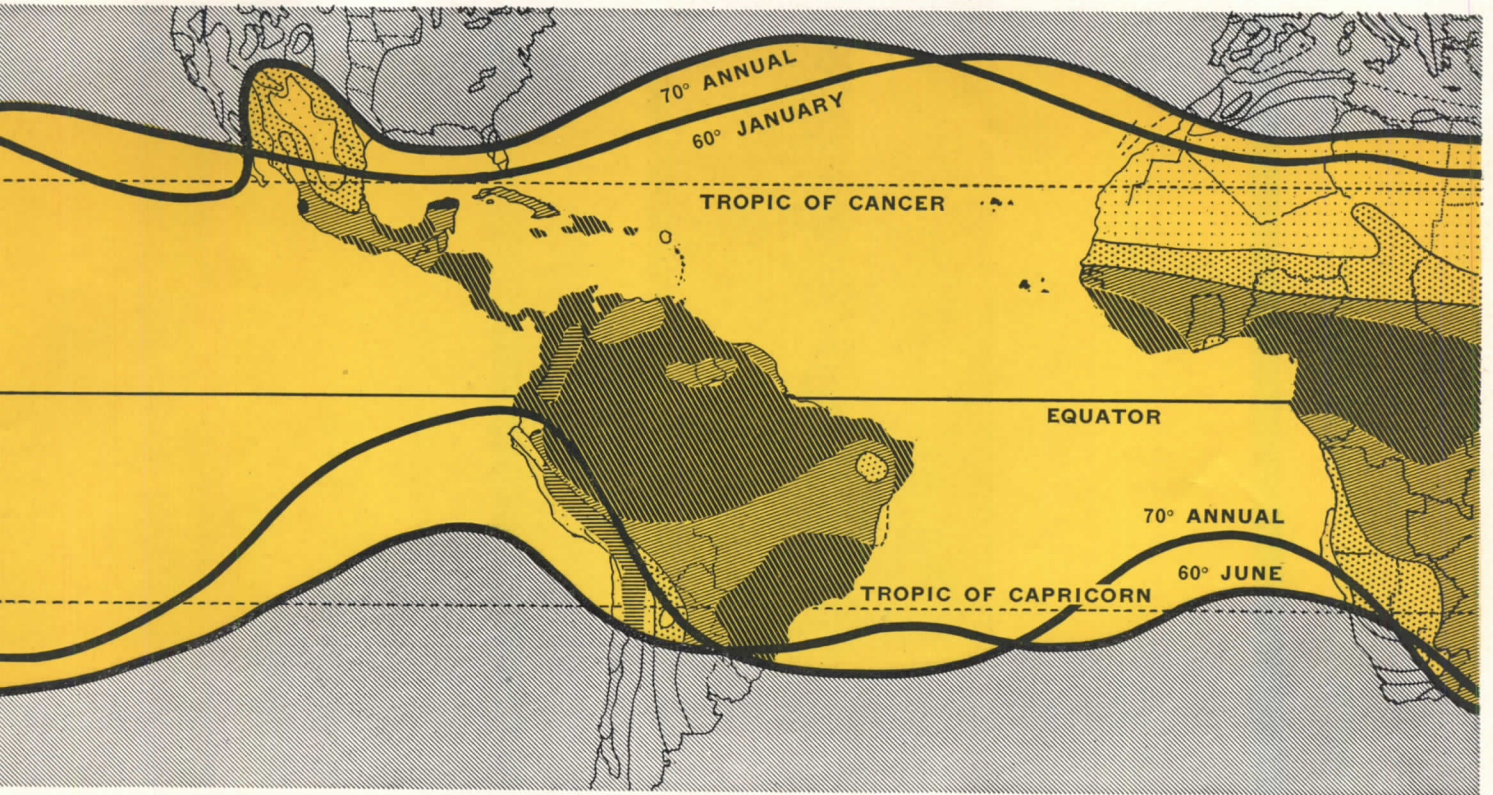 70° ANNUAL
60° JANUARY
TROPIC OF CANCER
EQUATOR
70° ANNUAL
60° JUNE
TROPIC OF CAPRICORN